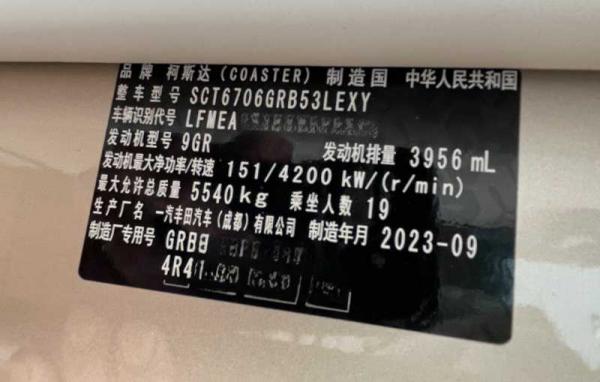 品牌 柯斯达(COASTER) 制造国 中华人民共和国
整车型号 SCT6706GRB53LEXY
车辆识别代号 LFMEA
发动机型号 9GR 发动机排量 3956 mL
发动机最大净功率/转速 151/4200 kW/(r/min)
最大允许总质量 5540kg 乘坐人数 19
生产厂名 一汽丰田汽车(成都)有限公司 制造年月 2023-09
制造厂专用号 GRB
4R4